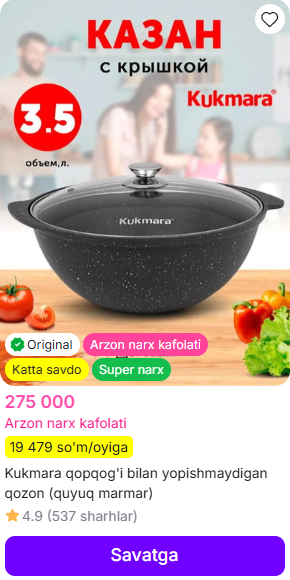 КАЗАН
с крышкой
Kukmara®
3.5
объем,л.
Kukmara®
Original
Arzon narx kafolati
Katta savdo
Super narx
275 000
Arzon narx kafolati
19 479 so'm/oyiga
Kukmara qopqog'i bilan yopishmaydigan
qozon (quyuq marmar)
4.9 (537 sharhlar)
Savatga